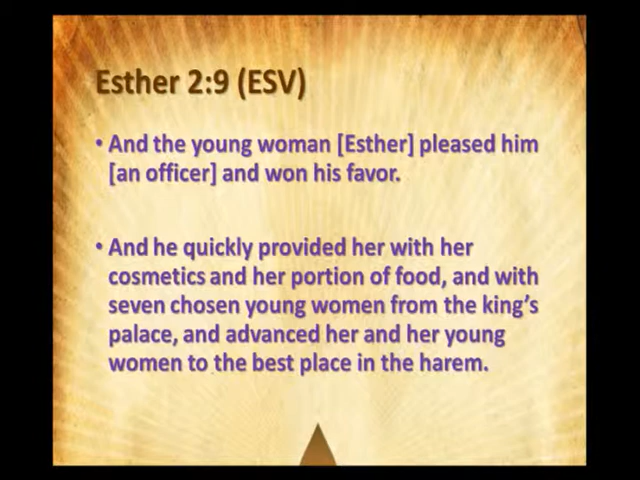 Esther 2:9 (ESV)
• And the young woman [Esther] pleased him
[an officer] and won his favor.
• And he quickly provided her with her
cosmetics and her portion of food, and with
seven chosen young women from the king's
palace, and advanced her and her young
women to the best place in the harem.